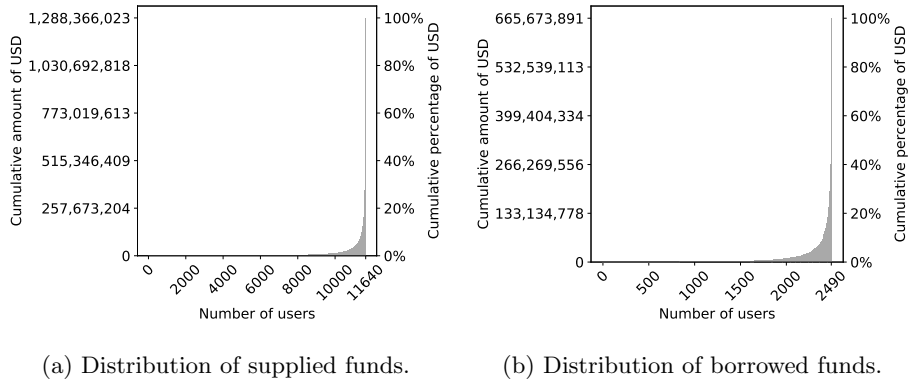 Cumulative amount of USD
1,288,366,023
1,030,692,818
773,019,613
515,346,409
257,673,204
0
100%
80%
60%
40%
20%
0%
Cumulative percentage of USD
0 2000 4000 6000 8000 10000 11640
Number of users
(a) Distribution of supplied funds.
Cumulative amount of USD
665,673,891
532,539,113
399,404,334
266,269,556
133,134,778
0
100%
80%
60%
40%
20%
0%
Cumulative percentage of USD
0 500 1000 1500 2000 2490
Number of users
(b) Distribution of borrowed funds.